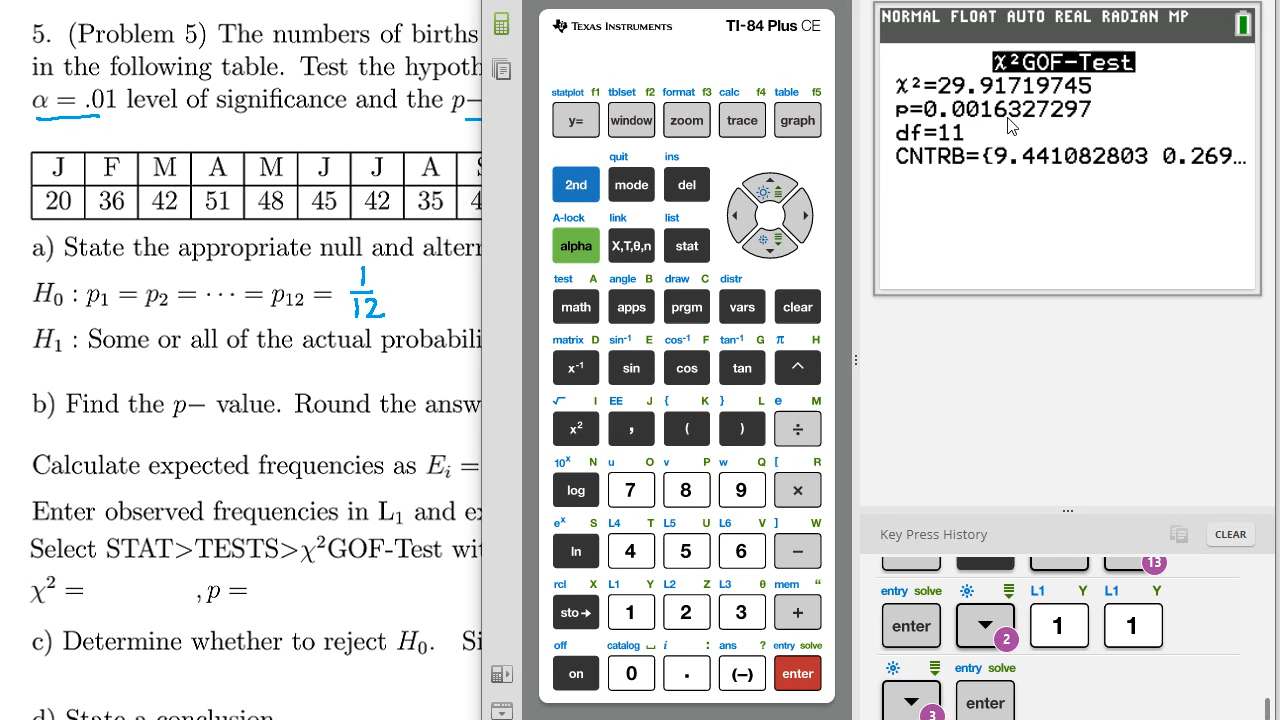 5. (Problem 5) The numbers of births
in the following table. Test the hypoth
α = .01 level of significance and the p−
J F M A M J J A S
20 36 42 51 48 45 42 35 4
a) State the appropriate null and altern
H0 : p1 = p2 = ⋯ = p12 = 1/12
H1 : Some or all of the actual probabili
b) Find the p− value. Round the answ
Calculate expected frequencies as Ei =
Enter observed frequencies in L1 and ex
Select STAT>TESTS>χ²GOF-Test wit
χ² = , p =
c) Determine whether to reject H0. Si
d) State a conclusion
TEXAS INSTRUMENTS TI-84 Plus CE
statplot f1 tblset f2 format f3 calc f4 table f5
y= window zoom trace graph
quit ins
2nd mode del
A-lock link list
alpha X,T,θ,n stat
test A angle B draw C distr
math apps prgm vars clear
matrix D sin⁻¹ E cos⁻¹ F tan⁻¹ G π H
x⁻¹ sin cos tan ^
√ I EE J { K } L e M
x² , ( ) ÷
10ˣ N u O v P w Q [ R
log 7 8 9 ×
eˣ S L4 T L5 U L6 V ] W
ln 4 5 6 −
rcl X L1 Y L2 Z L3 θ mem “
sto→ 1 2 3 +
off catalog ⎵ i : ans ? entry solve
on 0 . (−) enter
NORMAL FLOAT AUTO REAL RADIAN MP
χ²GOF-Test
χ²=29.91719745
p=0.0016327297
df=11
CNTRB={9.441082803 0.269…
Key Press History CLEAR
13
entry solve L1 Y L1 Y
enter 2 1 1
entry solve
3 enter